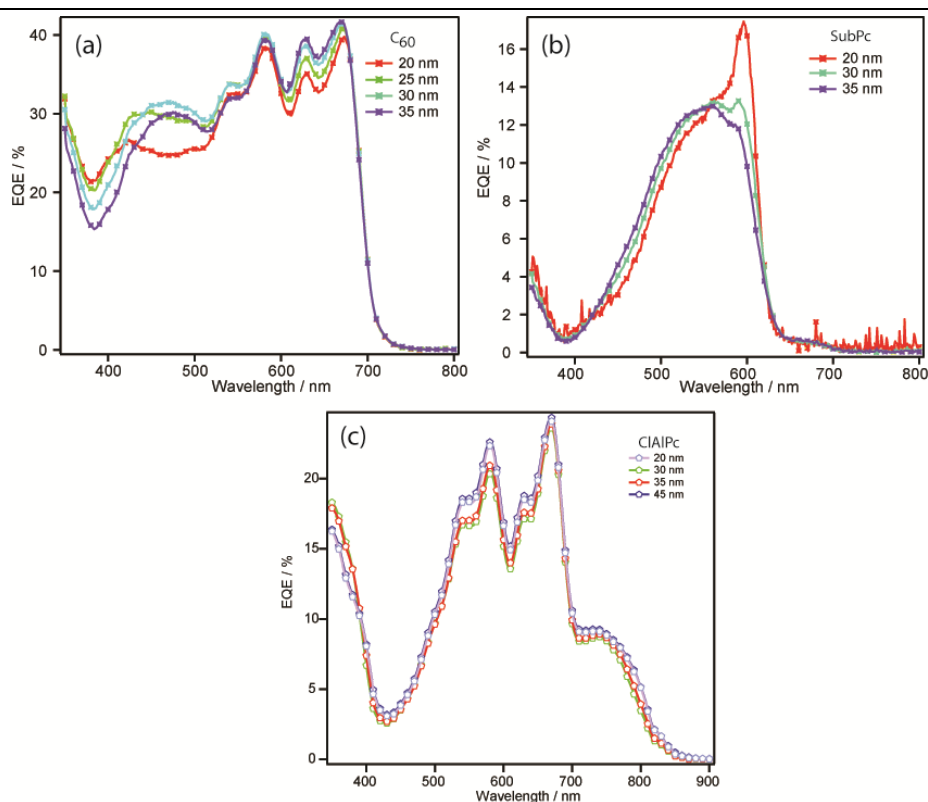 (a)
C60
20 nm
25 nm
30 nm
35 nm
EQE / %
40
30
20
10
0
400
500
600
700
800
Wavelength / nm
(b)
SubPc
20 nm
30 nm
35 nm
EQE / %
16
14
12
10
8
6
4
2
0
400
500
600
700
800
Wavelength / nm
(c)
ClAlPc
20 nm
30 nm
35 nm
45 nm
EQE / %
20
15
10
5
0
400
500
600
700
800
900
Wavelength / nm